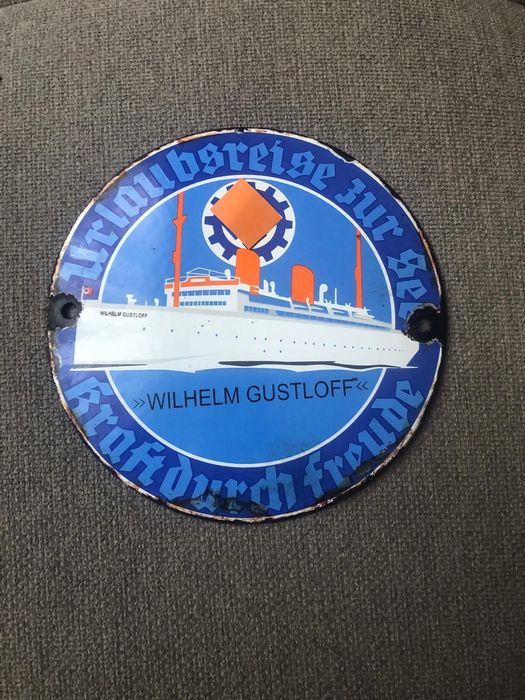 Urlaubsreise zur See
WILHELM GUSTLOFF
»WILHELM GUSTLOFF«
Kraft durch freude